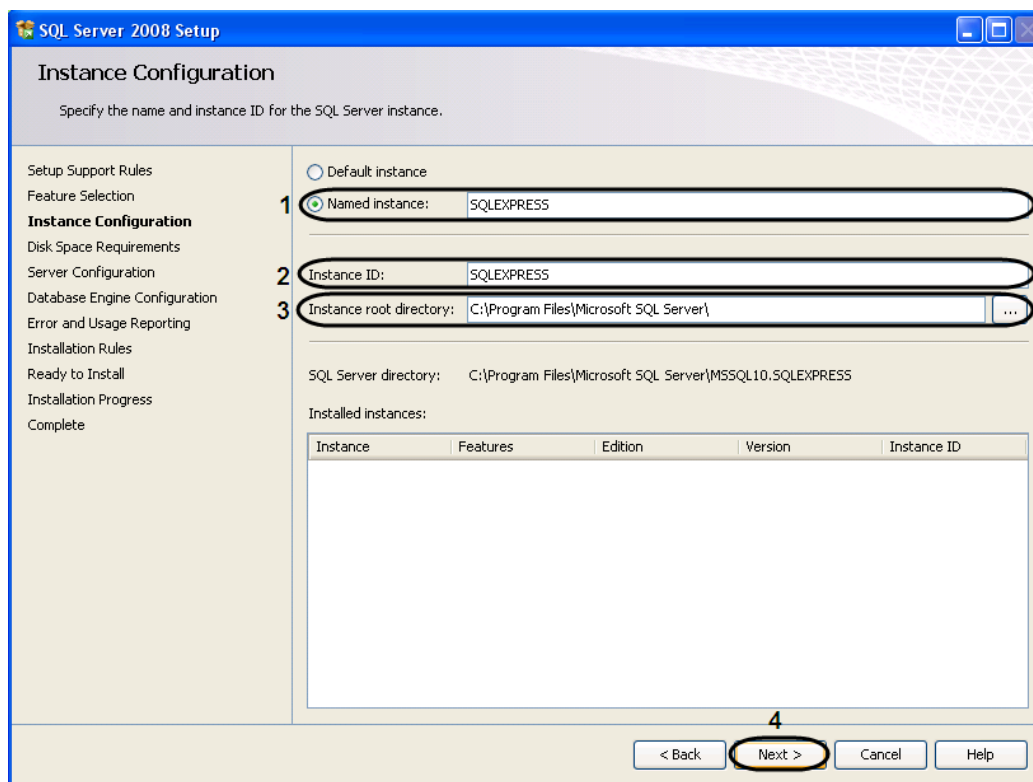 SQL Server 2008 Setup
Instance Configuration
Specify the name and instance ID for the SQL Server instance.
Setup Support Rules
Feature Selection
Instance Configuration
Disk Space Requirements
Server Configuration
Database Engine Configuration
Error and Usage Reporting
Installation Rules
Ready to Install
Installation Progress
Complete
Default instance
1 Named instance: SQLEXPRESS
2 Instance ID: SQLEXPRESS
3 Instance root directory: C:\Program Files\Microsoft SQL Server\ ...
SQL Server directory: C:\Program Files\Microsoft SQL Server\MSSQL10.SQLEXPRESS
Installed instances:
Instance Features Edition Version Instance ID
4
< Back Next > Cancel Help